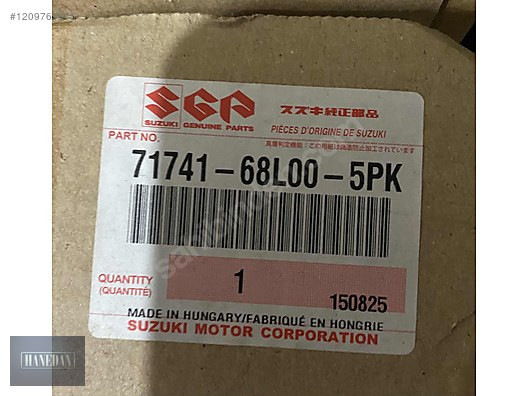 #120976
SGP
SUZUKI GENUINE PARTS
スズキ純正部品
PIÈCES D'ORIGINE DE SUZUKI
PART NO.
71741-68L00-5PK
QUANTITY
(QUANTITÉ)
1
150825
MADE IN HUNGARY/FABRIQUÉ EN HONGRIE
SUZUKI MOTOR CORPORATION
HANEDAN